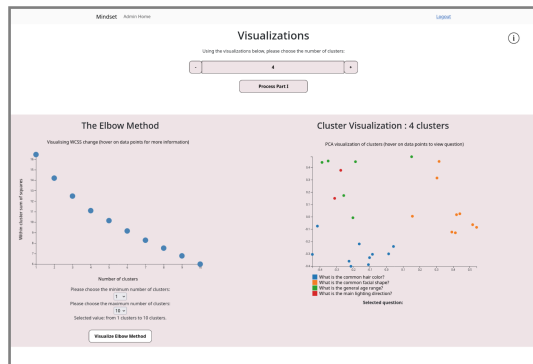 Mindset Admin Home Logout
Visualizations
Using the visualizations below, please choose the number of clusters:
- 4 +
Process Part I
The Elbow Method
Visualising WCSS change (hover on data points for more information)
Within cluster sum of squares
Number of clusters
Please choose the minimum number of clusters:
1
Please choose the maximum number of clusters:
10
Selected value: from 1 clusters to 10 clusters.
Visualize Elbow Method
Cluster Visualization : 4 clusters
PCA visualization of clusters (hover on data points to view question)
What is the common hair color?
What is the common facial shape?
What is the general age range?
What is the main lighting direction?
Selected question: